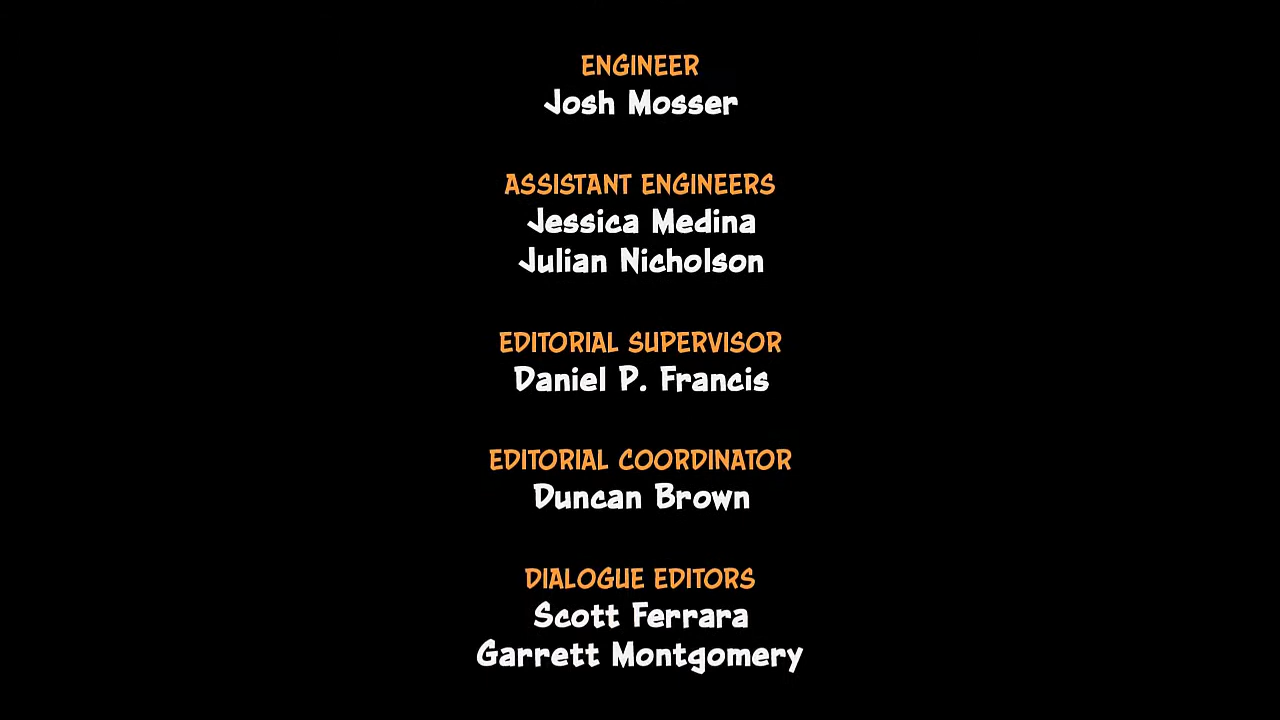 ENGINEER
Josh Mosser
ASSISTANT ENGINEERS
Jessica Medina
Julian Nicholson
EDITORIAL SUPERVISOR
Daniel P. Francis
EDITORIAL COORDINATOR
Duncan Brown
DIALOGUE EDITORS
Scott Ferrara
Garrett Montgomery